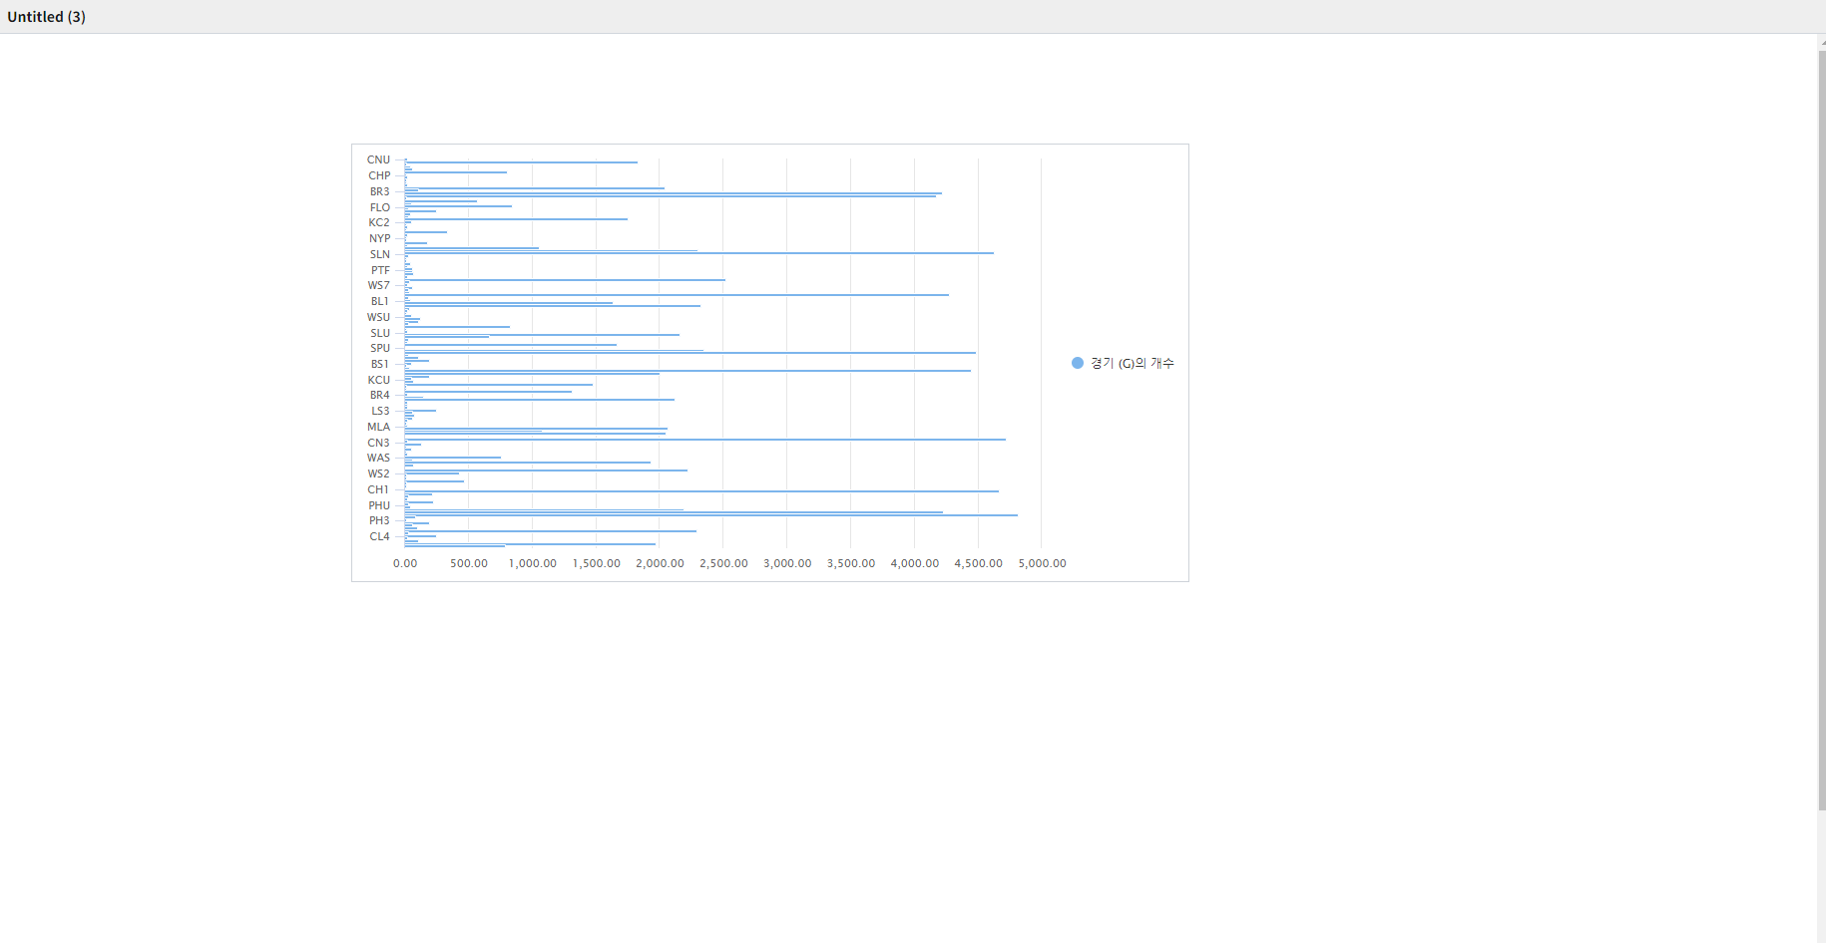 Untitled (3)
CNU
CHP
BR3
FLO
KC2
NYP
SLN
PTF
WS7
BL1
WSU
SLU
SPU
BS1
경기 (G)의 개수
KCU
BR4
LS3
MLA
CN3
WAS
WS2
CH1
PHU
PH3
CL4
0.00 500.00 1,000.00 1,500.00 2,000.00 2,500.00 3,000.00 3,500.00 4,000.00 4,500.00 5,000.00